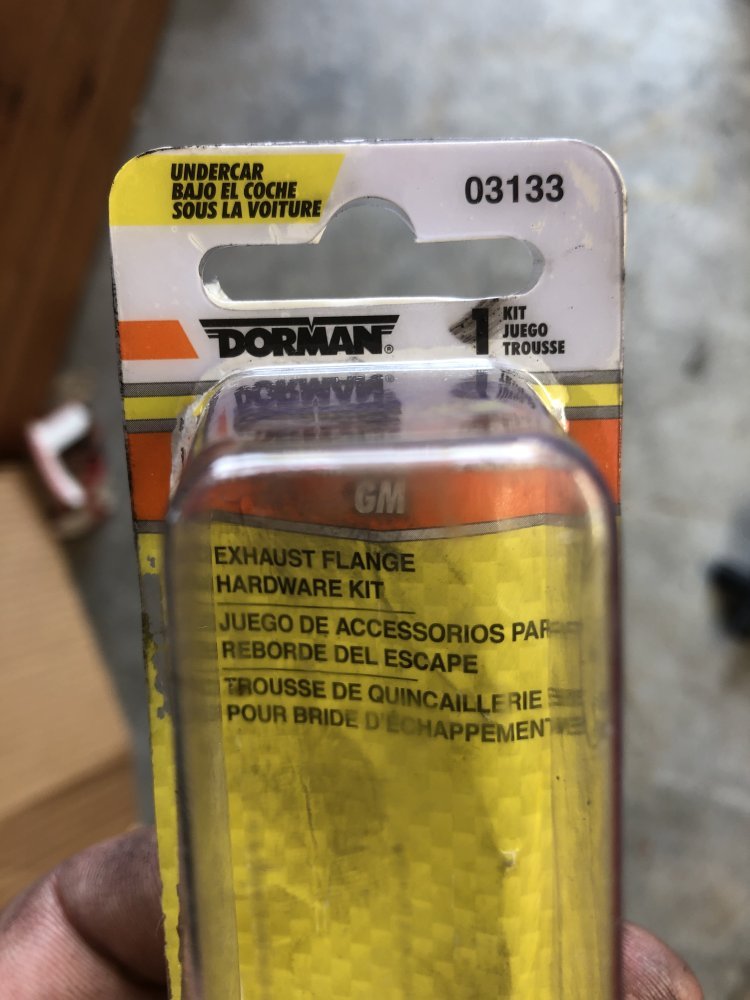 UNDERCAR
BAJO EL COCHE
SOUS LA VOITURE
03133
DORMAN®
1
KIT
JUEGO
TROUSSE
GM
EXHAUST FLANGE
HARDWARE KIT
JUEGO DE ACCESSORIOS PAR
REBORDE DEL ESCAPE
TROUSSE DE QUINCAILLERIE
POUR BRIDE D'ÉCHAPPEMENT